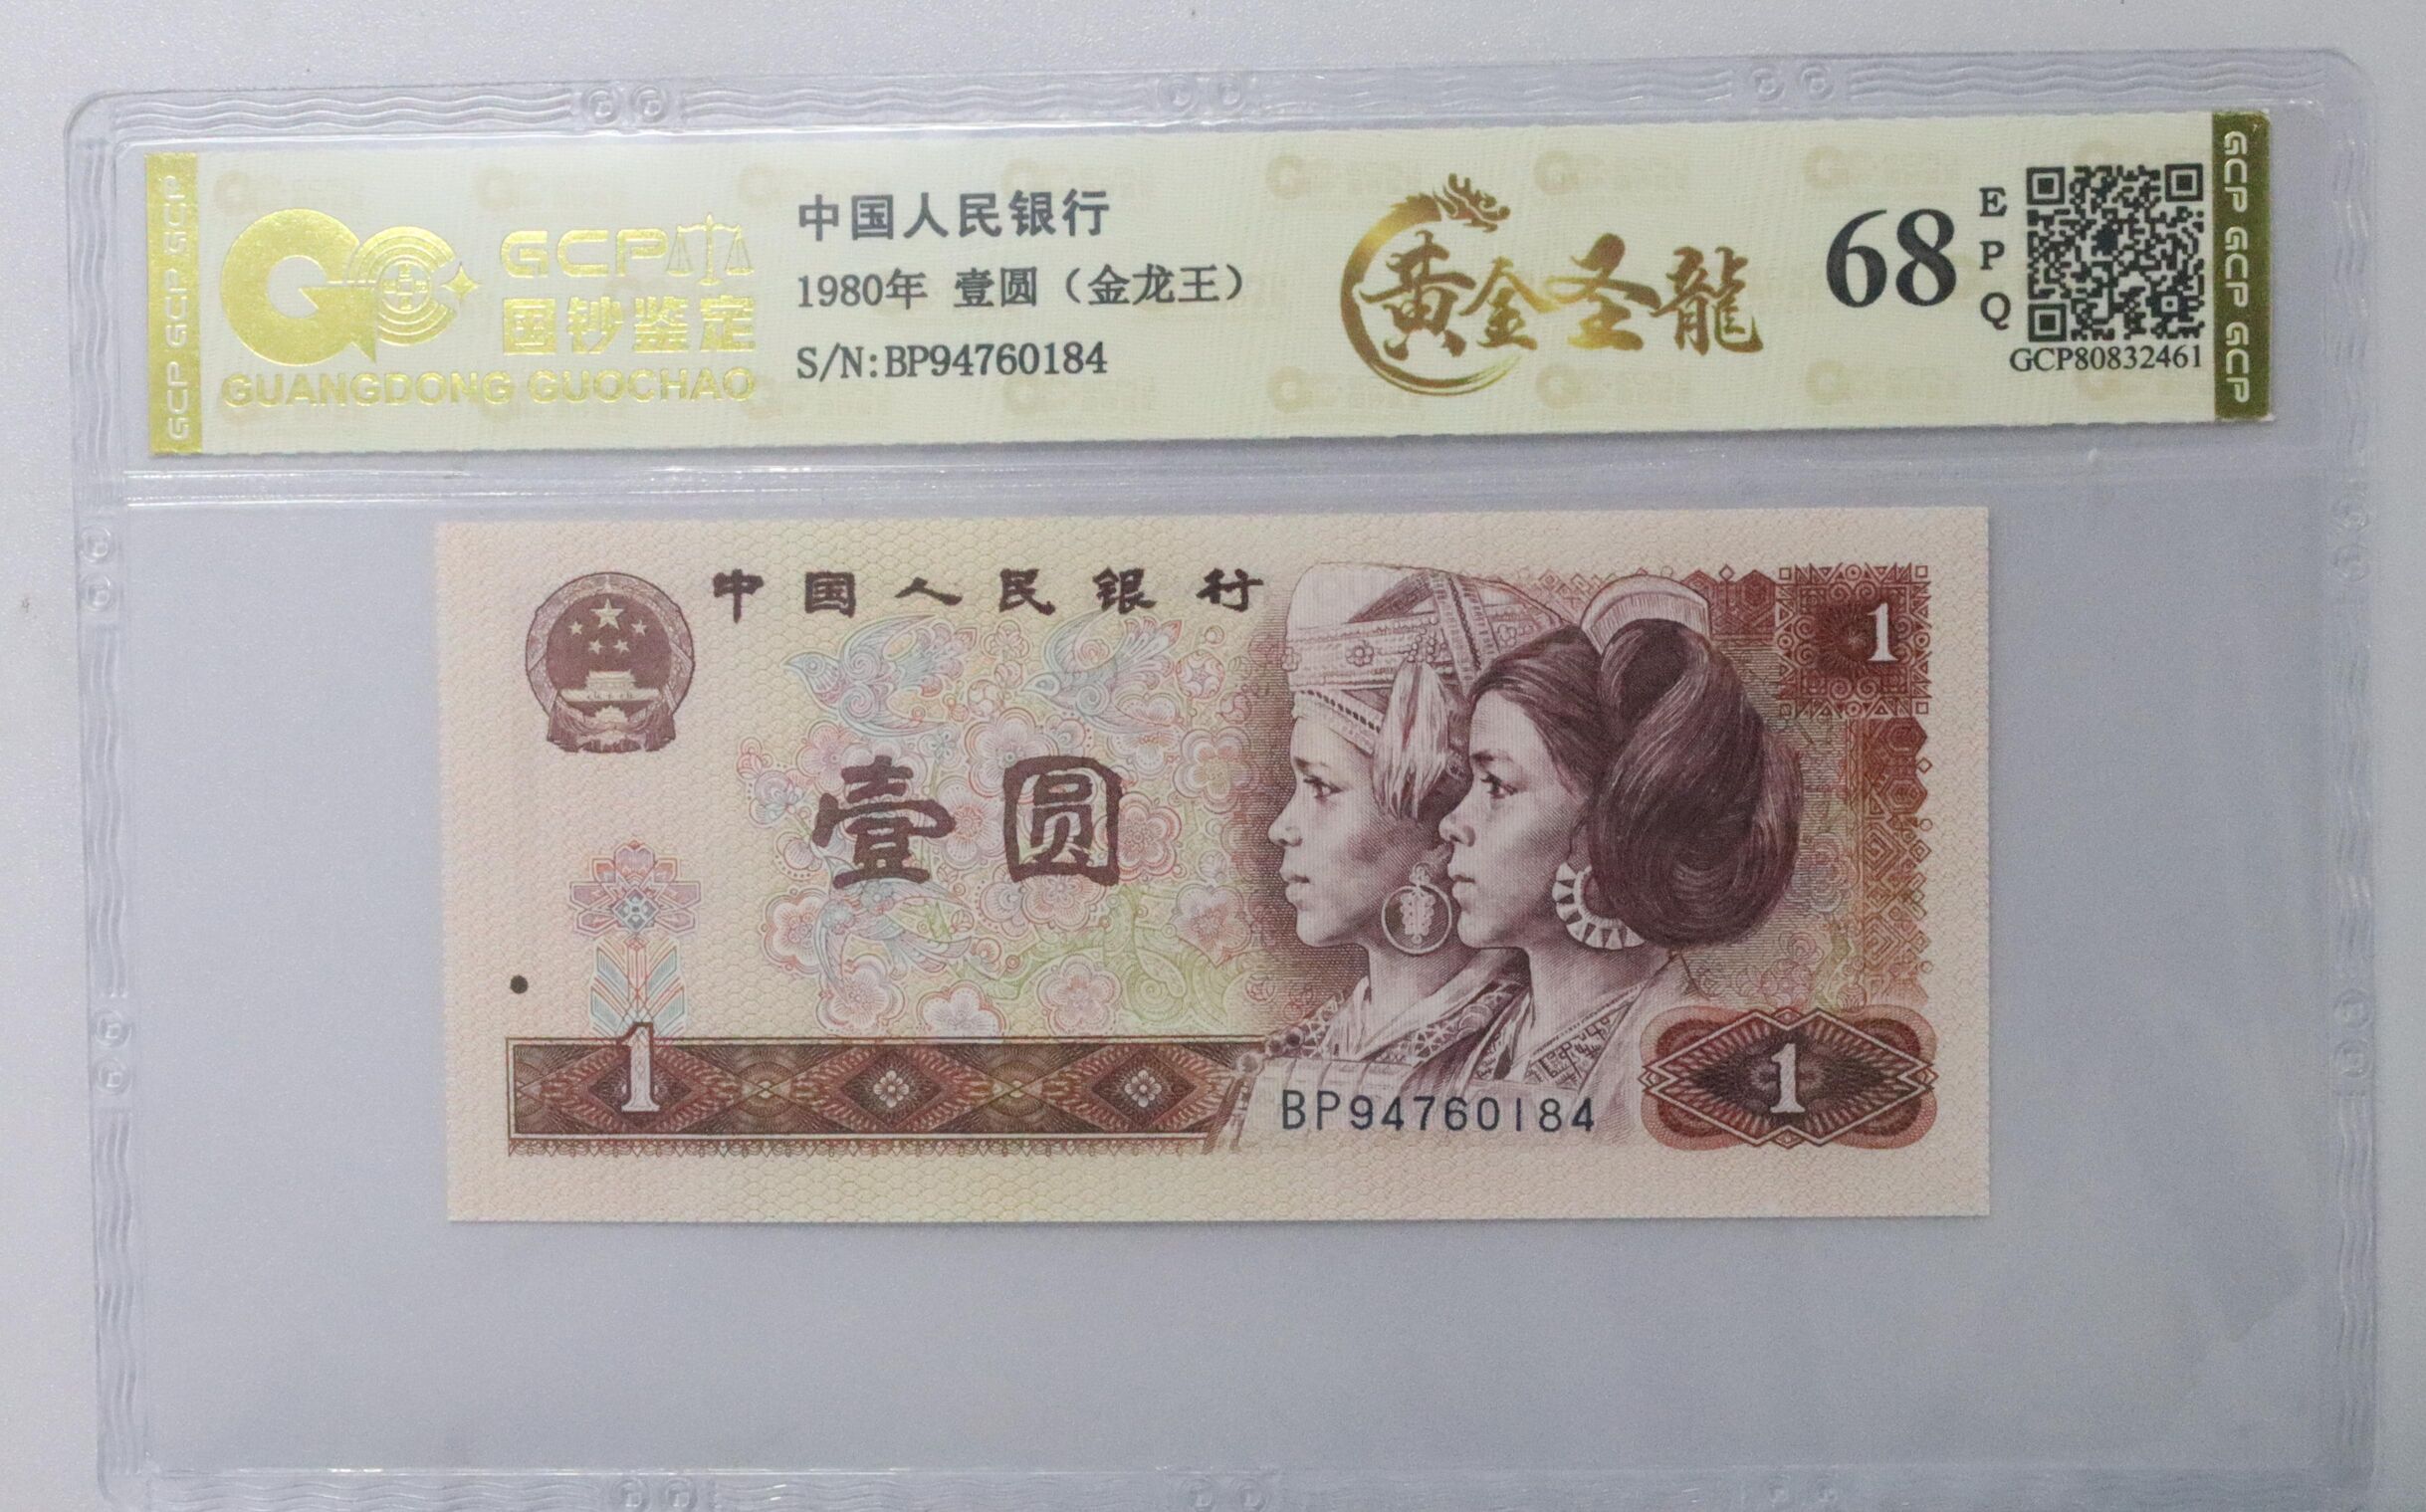 GCP GCP GCP
GCP
国钞鉴定
GUANGDONG GUOCHAO
中国人民银行
1980年 壹圆（金龙王）
S/N:BP94760184
黄金圣龍
68
EPQ
GCP80832461
GCP GCP GCP
中国人民银行
1
壹圆
1
BP94760184
1